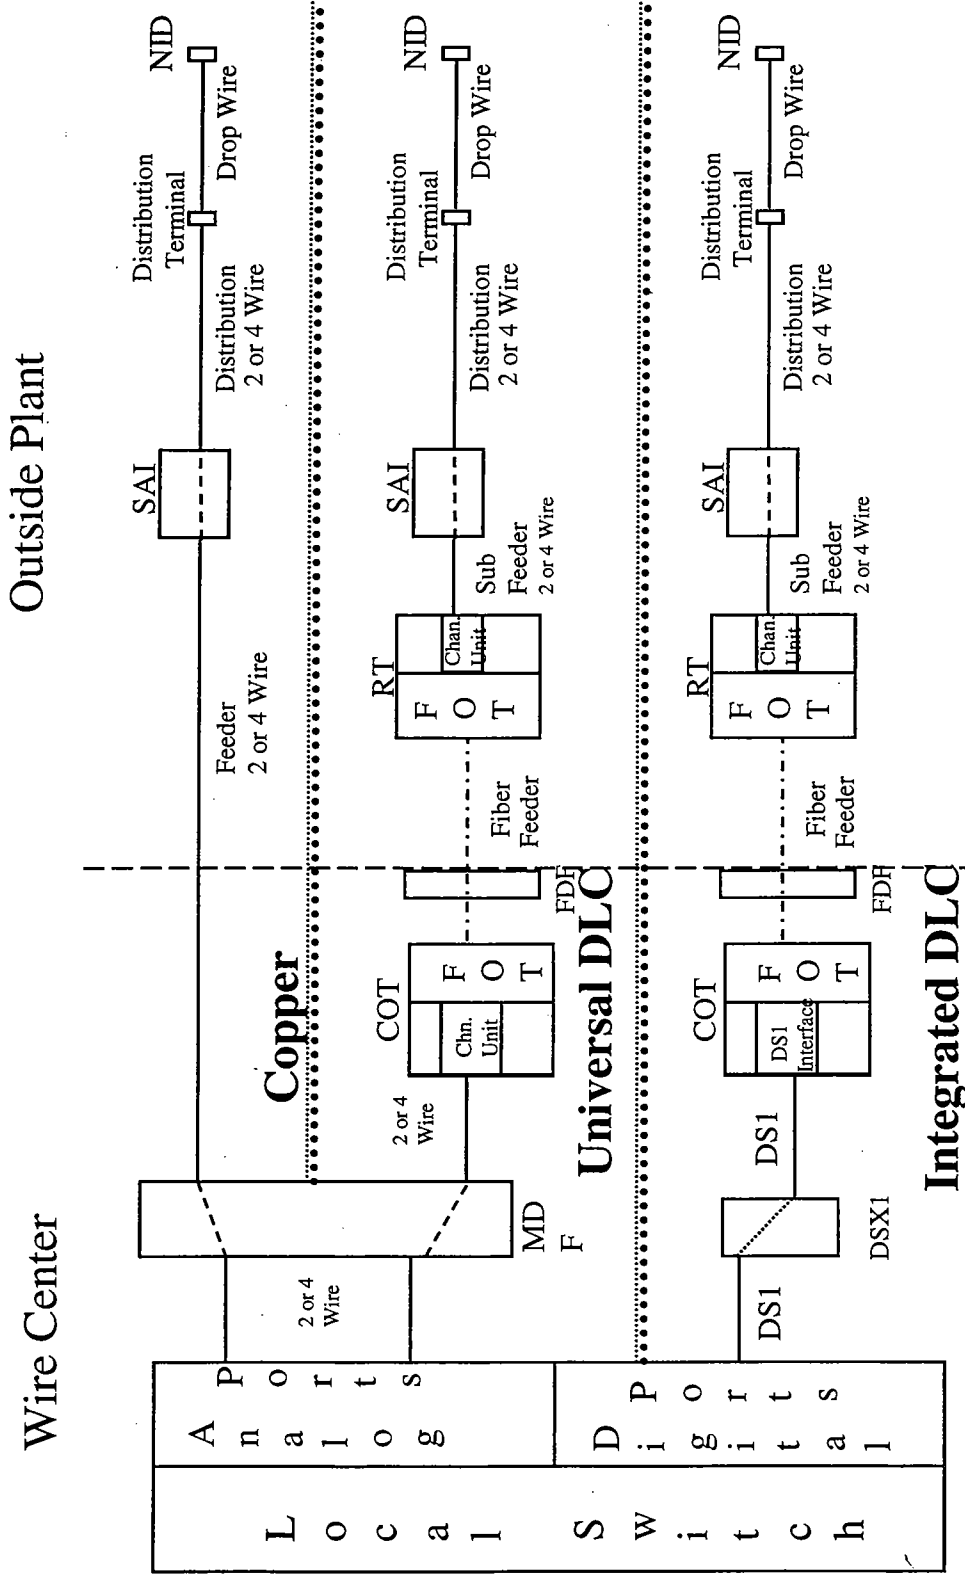 Wire Center
Outside Plant
Local Switch
Analog Ports
Digital Ports
2 or 4
Wire
MD
F
Copper
Feeder
2 or 4 Wire
SAI
Distribution
2 or 4 Wire
Distribution
Terminal
Drop Wire
NID
2 or 4
Wire
COT
Chn.
Unit
FOT
FDF
Universal DLC
Fiber
Feeder
RT
FOT
Chan.
Unit
Sub
Feeder
2 or 4 Wire
SAI
Distribution
2 or 4 Wire
Distribution
Terminal
Drop Wire
NID
DS1
DSX1
DS1
COT
DS1
Interface
FOT
FDF
Integrated DLC
Fiber
Feeder
RT
FOT
Chan.
Unit
Sub
Feeder
2 or 4 Wire
SAI
Distribution
2 or 4 Wire
Distribution
Terminal
Drop Wire
NID